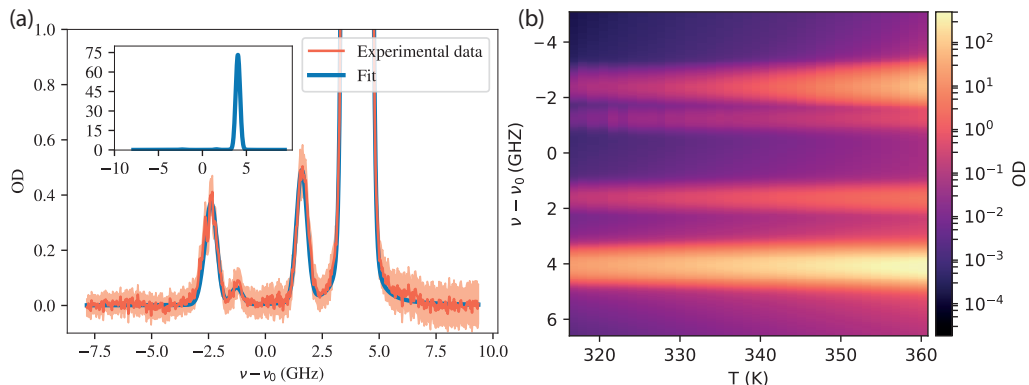 (a)
1.0
0.8
0.6
0.4
0.2
0.0
OD
75
60
45
30
15
0
−10 −5 0 5
Experimental data
Fit
−7.5 −5.0 −2.5 0.0 2.5 5.0 7.5 10.0
ν − ν₀ (GHz)
(b)
−4
−2
0
2
4
6
ν − ν₀ (GHZ)
320 330 340 350 360
T (K)
10²
10¹
10⁰
10⁻¹
10⁻²
10⁻³
10⁻⁴
OD